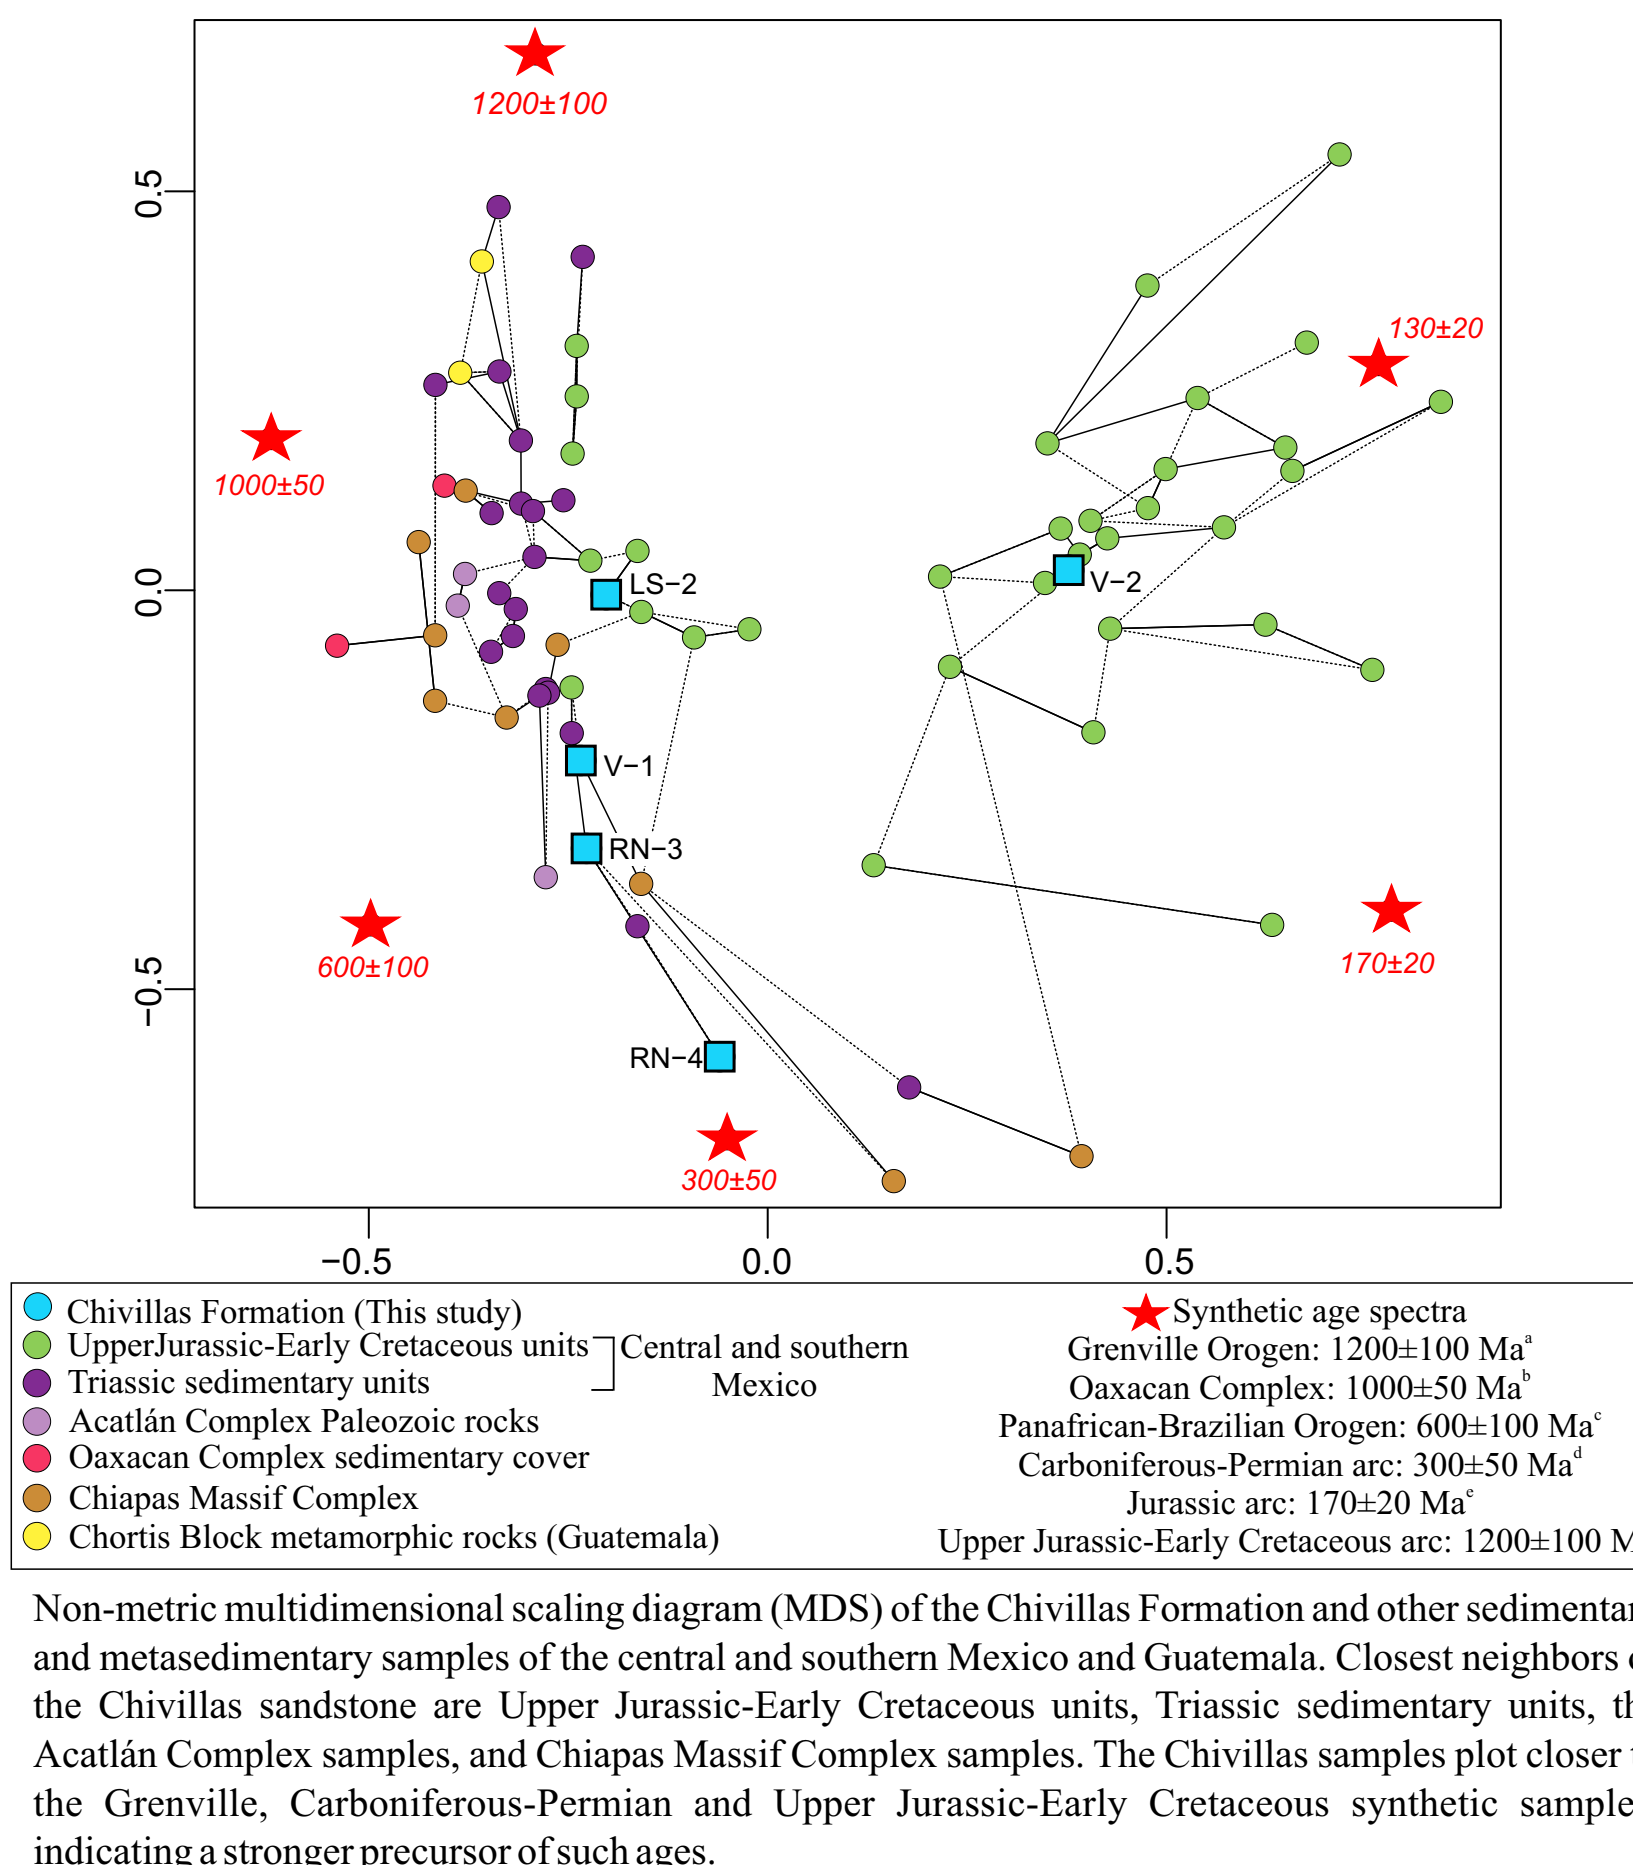 1200±100
0.5
130±20
1000±50
0.0
LS−2
V−2
V−1
RN−3
600±100
170±20
−0.5
RN−4
300±50
−0.5
0.0
0.5
Chivillas Formation (This study)
UpperJurassic-Early Cretaceous units
Triassic sedimentary units
Central and southern
Mexico
Acatlán Complex Paleozoic rocks
Oaxacan Complex sedimentary cover
Chiapas Massif Complex
Chortis Block metamorphic rocks (Guatemala)
Synthetic age spectra
Grenville Orogen: 1200±100 Ma^a
Oaxacan Complex: 1000±50 Ma^b
Panafrican-Brazilian Orogen: 600±100 Ma^c
Carboniferous-Permian arc: 300±50 Ma^d
Jurassic arc: 170±20 Ma^e
Upper Jurassic-Early Cretaceous arc: 1200±100
Non-metric multidimensional scaling diagram (MDS) of the Chivillas Formation and other
and metasedimentary samples of the central and southern Mexico and Guatemala. Closest neighbors
the Chivillas sandstone are Upper Jurassic-Early Cretaceous units, Triassic sedimentary units,
Acatlán Complex samples, and Chiapas Massif Complex samples. The Chivillas samples plot closer
the Grenville, Carboniferous-Permian and Upper Jurassic-Early Cretaceous synthetic
indicating a stronger precursor of such ages.